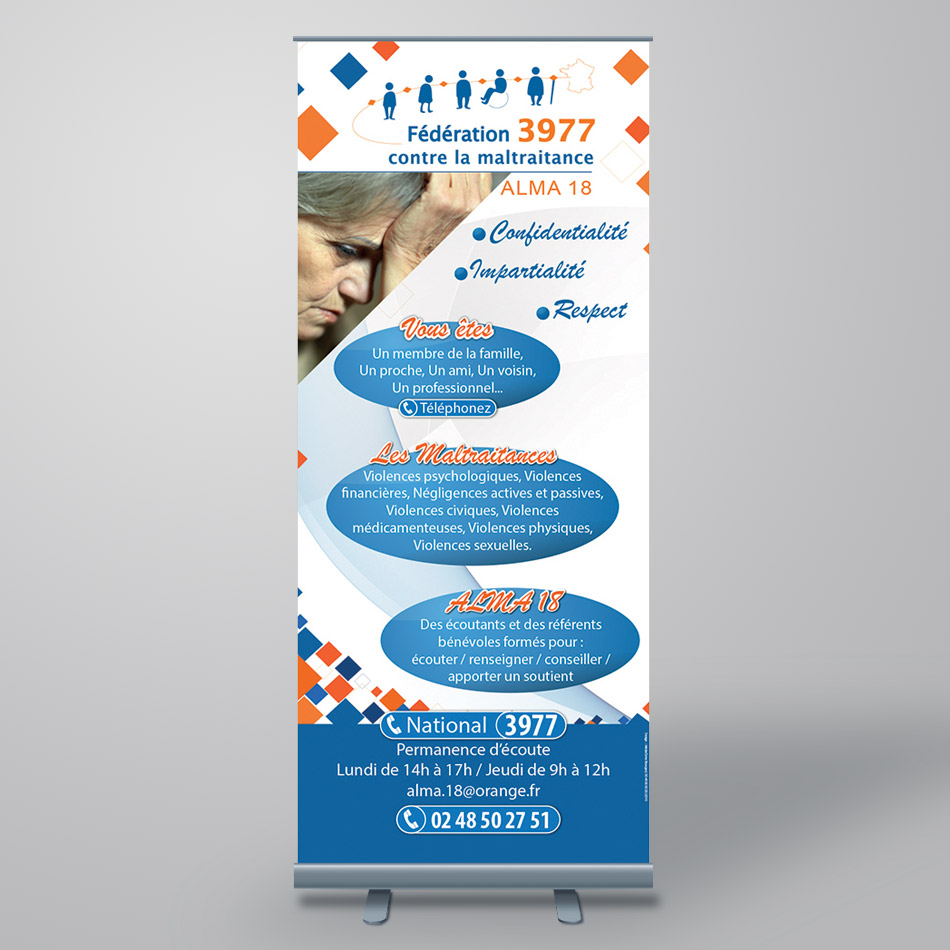 Fédération 3977
contre la maltraitance
ALMA 18
Confidentialité
Impartialité
Respect
Vous êtes
Un membre de la famille,
Un proche, Un ami, Un voisin,
Un professionnel...
Téléphonez
Les Maltraitances
Violences psychologiques, Violences
financières, Négligences actives et passives,
Violences civiques, Violences
médicamenteuses, Violences physiques,
Violences sexuelles.
ALMA 18
Des écoutants et des référents
bénévoles formés pour :
écouter / renseigner / conseiller /
apporter un soutient
National 3977
Permanence d'écoute
Lundi de 14h à 17h / Jeudi de 9h à 12h
alma.18@orange.fr
02 48 50 27 51